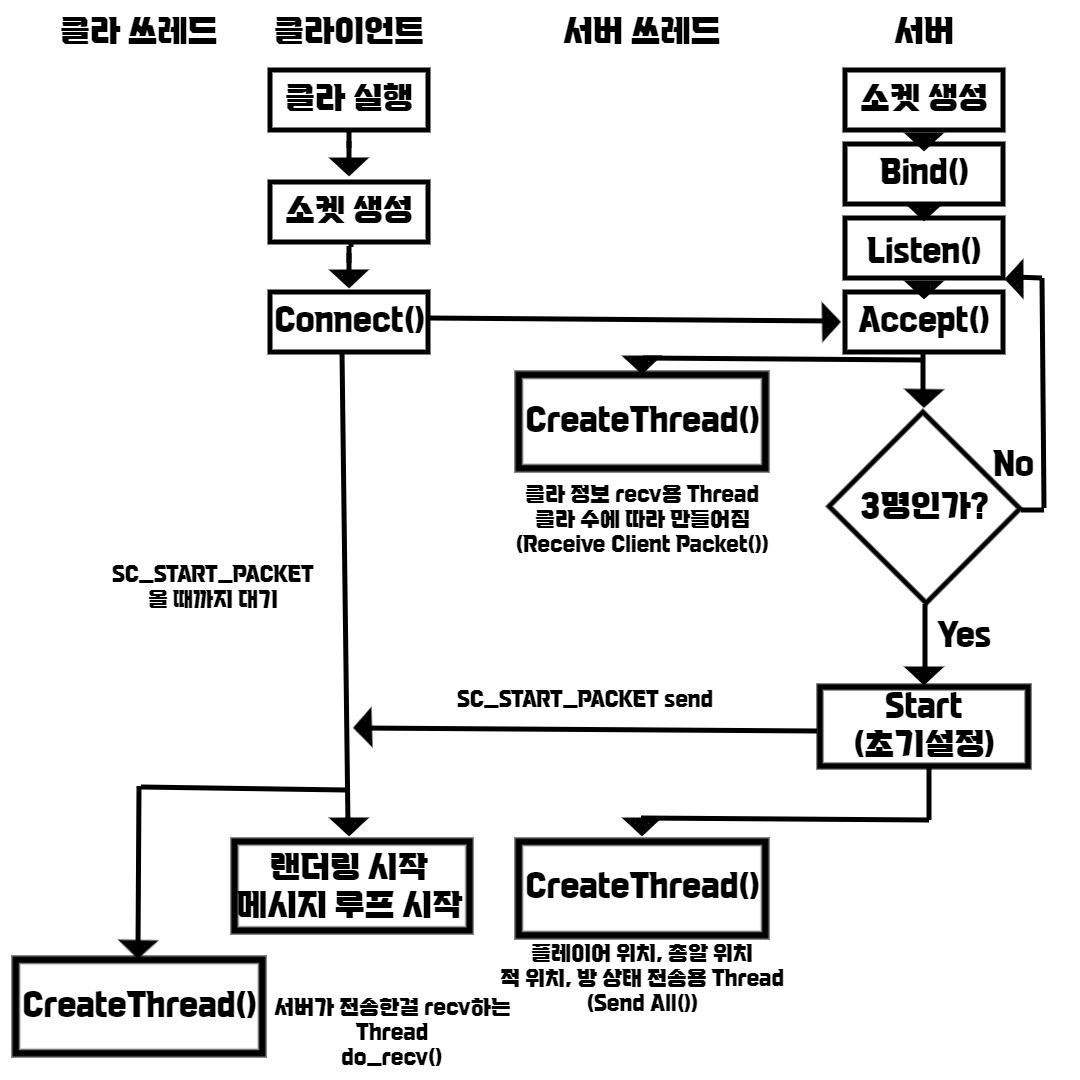 클라 쓰레드
클라이언트
서버 쓰레드
서버
클라 실행
소켓 생성
소켓 생성
Bind()
Listen()
Connect()
Accept()
CreateThread()
클라 정보 recv용 Thread
클라 수에 따라 만들어짐
(Receive Client Packet())
3명인가?
No
Yes
SC_START_PACKET
올 때까지 대기
SC_START_PACKET send
Start
(초기설정)
랜더링 시작
메시지 루프 시작
CreateThread()
플레이어 위치, 총알 위치
적 위치, 방 상태 전송용 Thread
(Send All())
CreateThread()
서버가 전송한걸 recv하는
Thread
do_recv()